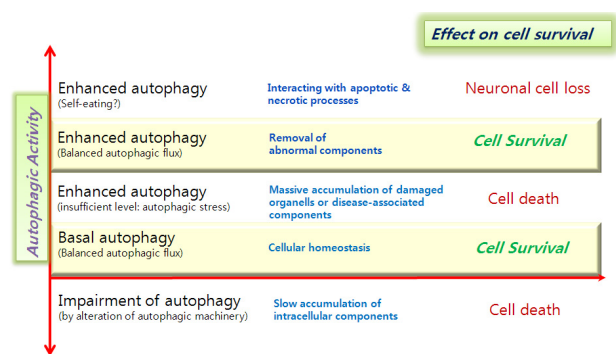 Effect on cell survival
Autophagic Activity
Enhanced autophagy
(Self-eating?)
Interacting with apoptotic &
necrotic processes
Neuronal cell loss
Enhanced autophagy
(Balanced autophagic flux)
Removal of
abnormal components
Cell Survival
Enhanced autophagy
(insufficient level: autophagic stress)
Massive accumulation of damaged
organells or disease-associated
components
Cell death
Basal autophagy
(Balanced autophagic flux)
Cellular homeostasis
Cell Survival
Impairment of autophagy
(by alteration of autophagic machinery)
Slow accumulation of
intracellular components
Cell death